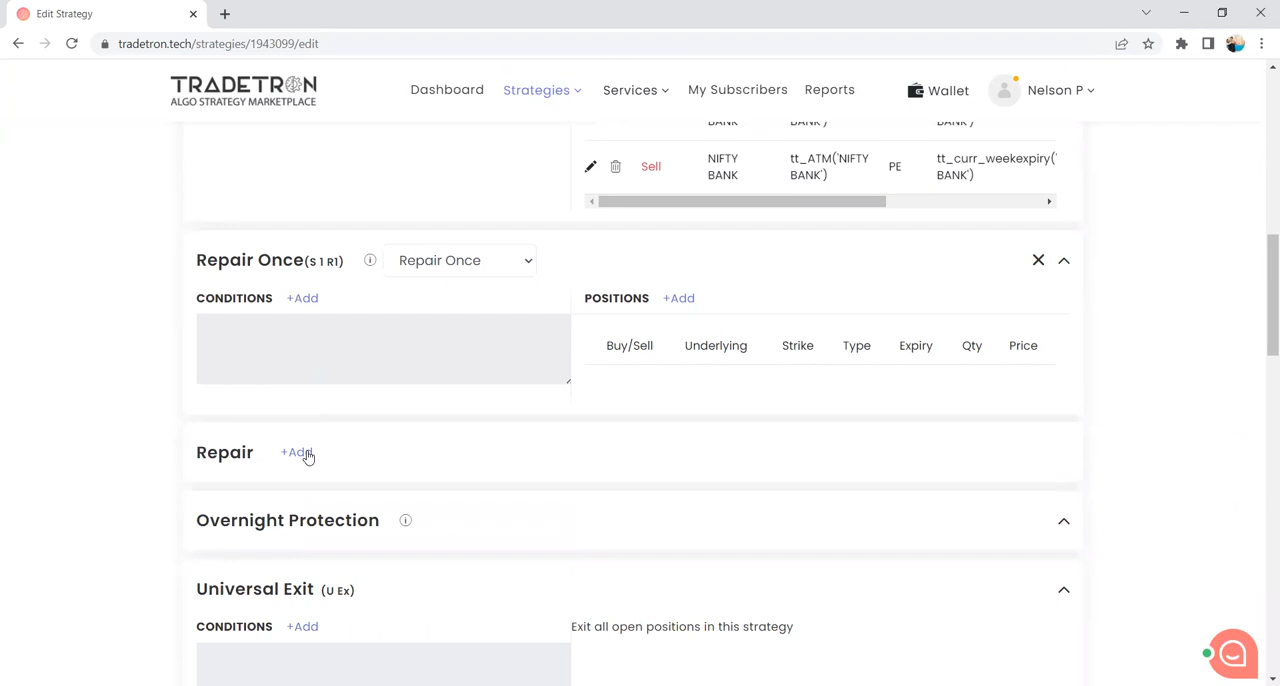 Edit Strategy
tradetron.tech/strategies/1943099/edit
TRADETRON
ALGO STRATEGY MARKETPLACE
Dashboard Strategies Services My Subscribers Reports Wallet Nelson P
BANK BANK') BANK')
Sell NIFTY BANK tt_ATM('NIFTY BANK') PE tt_curr_weekexpiry(' BANK')
Repair Once(S 1 R1) Repair Once
CONDITIONS +Add POSITIONS +Add
Buy/Sell Underlying Strike Type Expiry Qty Price
Repair +Add
Overnight Protection
Universal Exit (U Ex)
CONDITIONS +Add Exit all open positions in this strategy